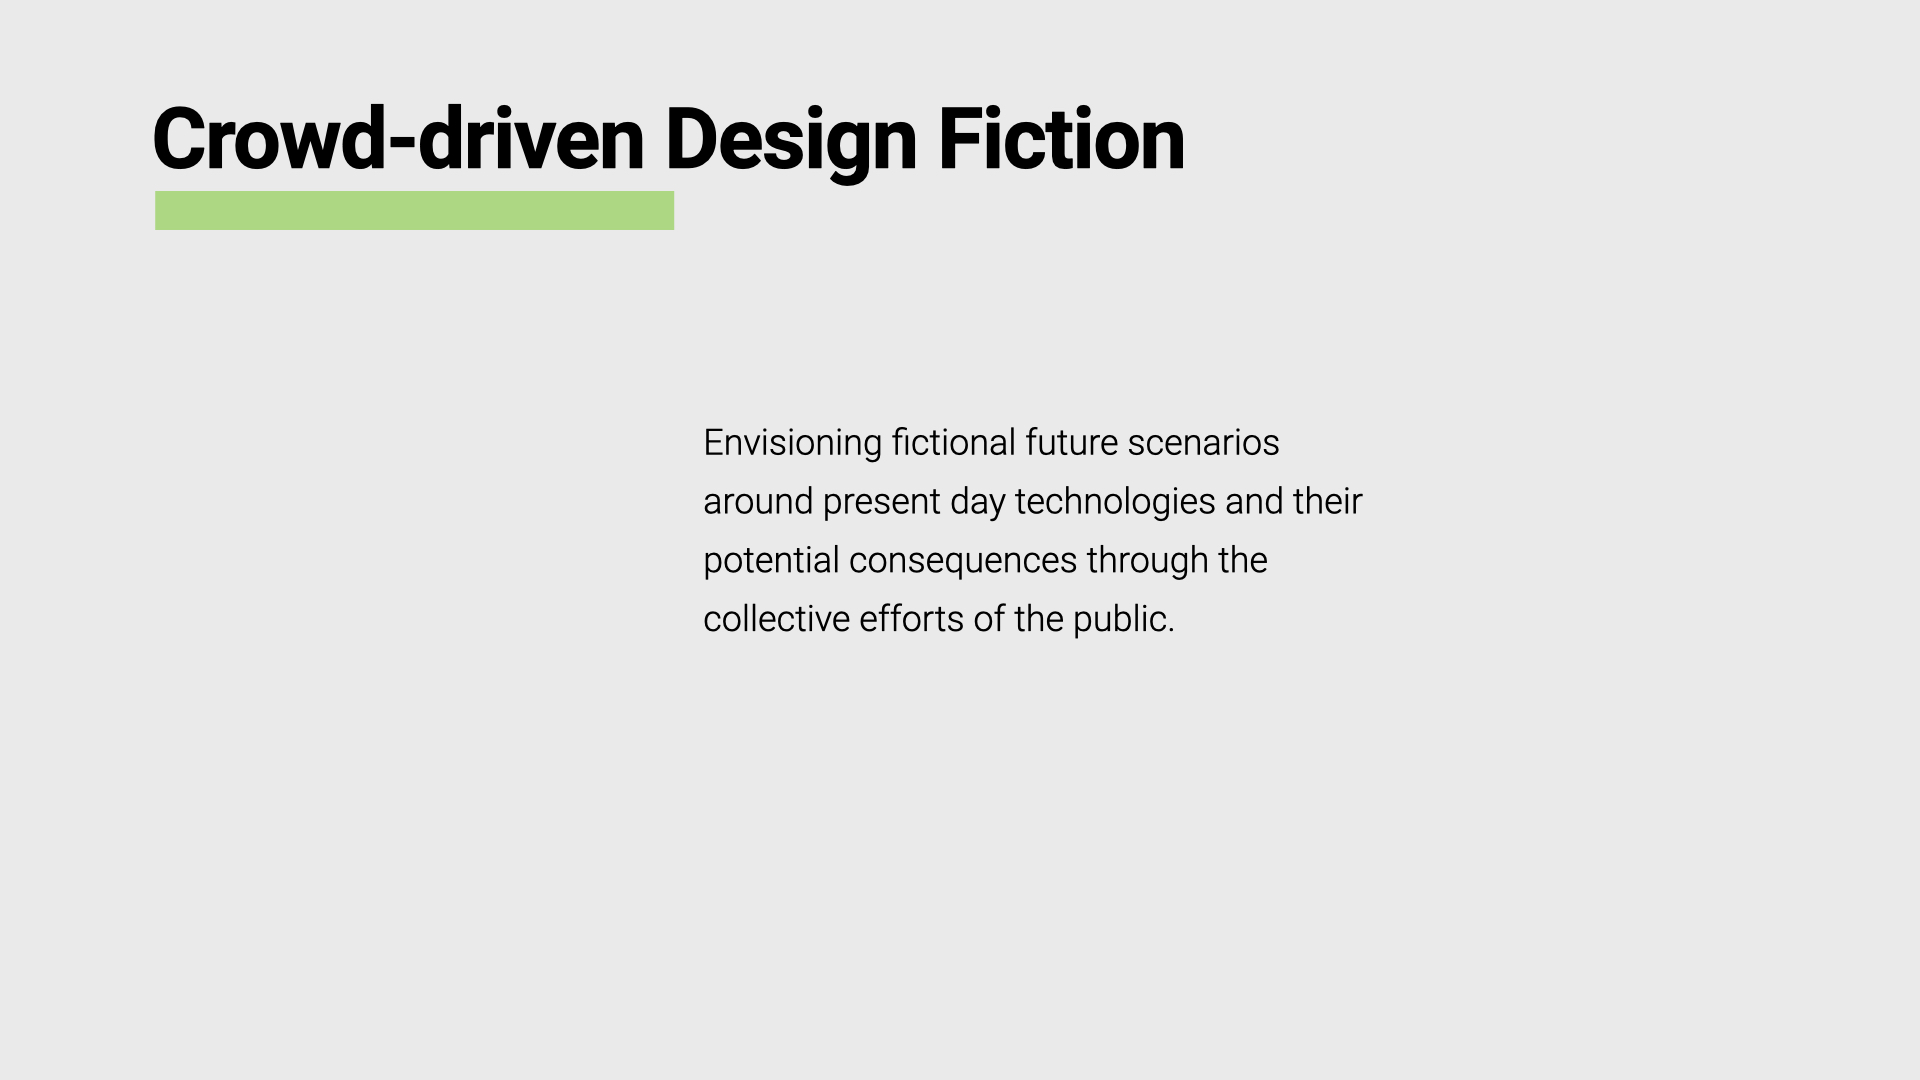 Crowd-driven Design Fiction
Envisioning fictional future scenarios
around present day technologies and their
potential consequences through the
collective efforts of the public.